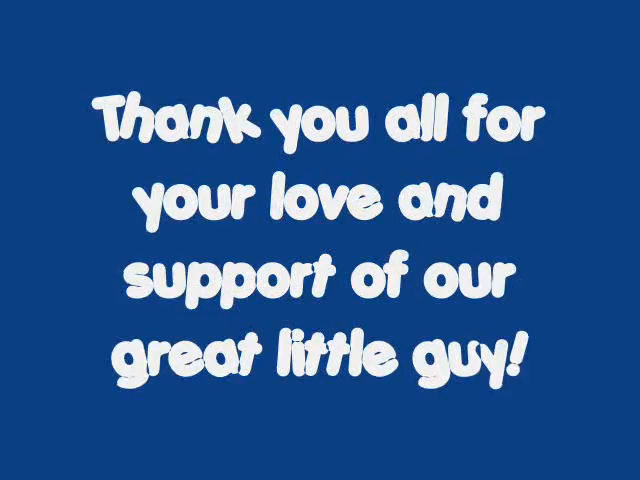 Thank you all for
your love and
support of our
great little guy!